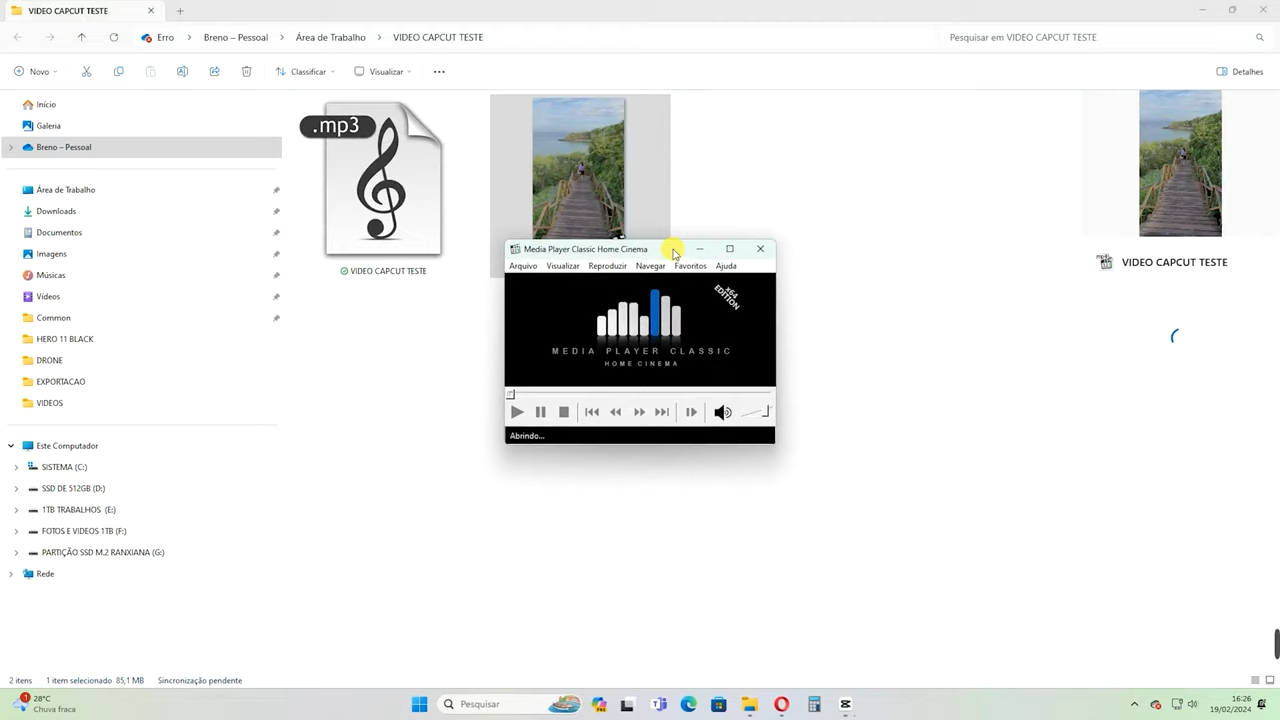 VIDEO CAPCUT TESTE
Erro > Breno – Pessoal > Área de Trabalho > VIDEO CAPCUT TESTE
Pesquisar em VIDEO CAPCUT TESTE
Novo
Classificar
Visualizar
Detalhes
Início
Galeria
Breno – Pessoal
Área de Trabalho
Downloads
Documentos
Imagens
Músicas
Vídeos
Common
HERO 11 BLACK
DRONE
EXPORTACAO
VIDEOS
Este Computador
SISTEMA (C:)
SSD DE 512GB (D:)
1TB TRABALHOS (E:)
FOTOS E VIDEOS 1TB (F:)
PARTIÇÃO SSD M.2 RANXIANA (G:)
Rede
.mp3
VIDEO CAPCUT TESTE
Media Player Classic Home Cinema
Arquivo Visualizar Reproduzir Navegar Favoritos Ajuda
x64
EDITION
MEDIA PLAYER CLASSIC
HOME CINEMA
Abrindo...
VIDEO CAPCUT TESTE
2 itens 1 item selecionado 85,1 MB Sincronização pendente
1
28°C
Chuva fraca
Pesquisar
16:26
19/02/2024